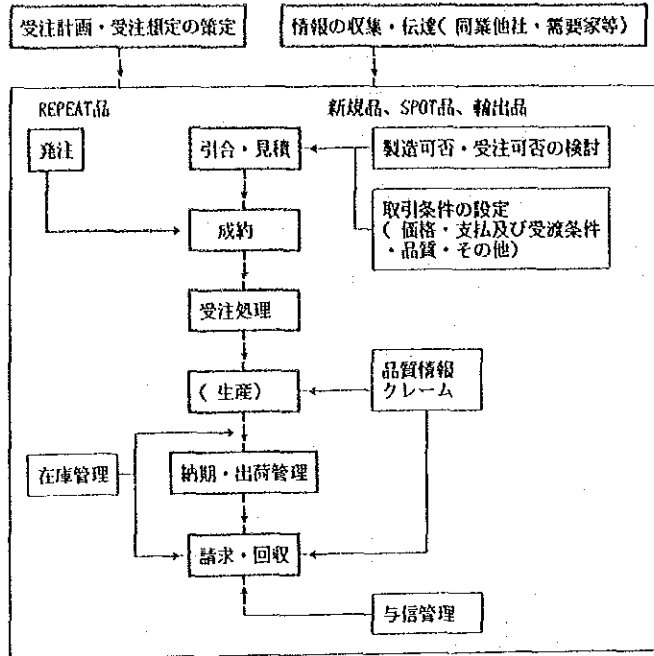 受注計画・受注想定の策定
情報の収集・伝達( 同業他社・需要家等)
REPEAT品
新規品、SPOT品、輸出品
発注
引合・見積
製造可否・受注可否の検討
取引条件の設定
( 価格・支払及び受渡条件
・品質・その他)
成約
受注処理
( 生産)
品質情報
クレーム
在庫管理
納期・出荷管理
請求・回収
与信管理